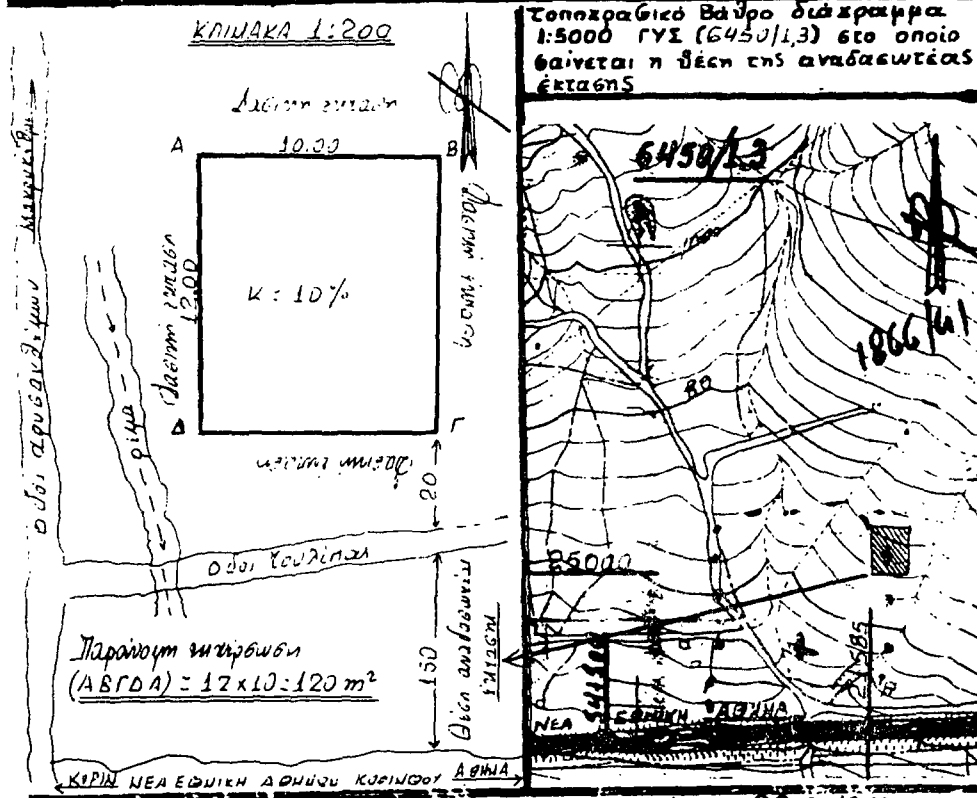 ΚΛΙΜΑΚΑ 1:200
Δασική έκταση
10.00
Α
Β
Δασική έκταση
12.00
Κ = 10%
Δασική έκταση
Δ
Γ
Δασική έκταση
20
ρέμα
οδός Τουλίπας
150
Θέση αναδασωτέας
έκτασης
Παράνομη εκχέρσωση
(ΑΒΓΔΑ) = 12x10=120 m²
ΚΟΡΙΝ ΝΕΑ ΕΘΝΙΚΗ ΑΘΗΝΩΝ ΚΟΡΙΝΘΟΥ ΑΘΗΝΑ
Τοπογραφικό Βάθρο διάγραμμα
1:5000 ΓΥΣ (6450/1,3) στο οποίο
φαίνεται η θέση της αναδασωτέας
έκτασης
6450/1.3
1866/41
80
ΝΕΑ ΕΘΝΙΚΗ ΑΘΗΝΑ